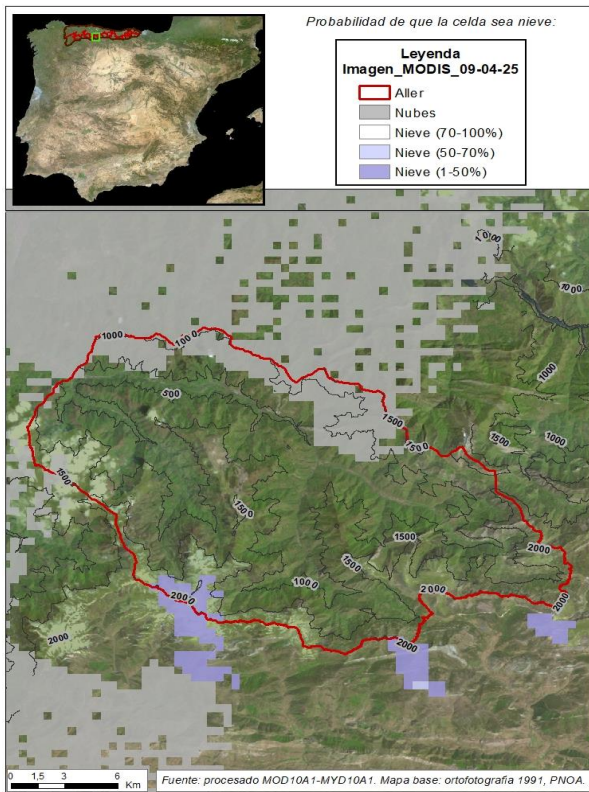 Probabilidad de que la celda sea nieve:
Leyenda
Imagen_MODIS_09-04-25
Aller
Nubes
Nieve (70-100%)
Nieve (50-70%)
Nieve (1-50%)
1000
1000
1000
1000
1000
500
1500
1500
1500
1000
1500
1500
1500
1500
2000
1000
2000
2000
2000
2000
2000
0 1,5 3 6
Km
Fuente: procesado MOD10A1-MYD10A1. Mapa base: ortofotografia 1991, PNOA.